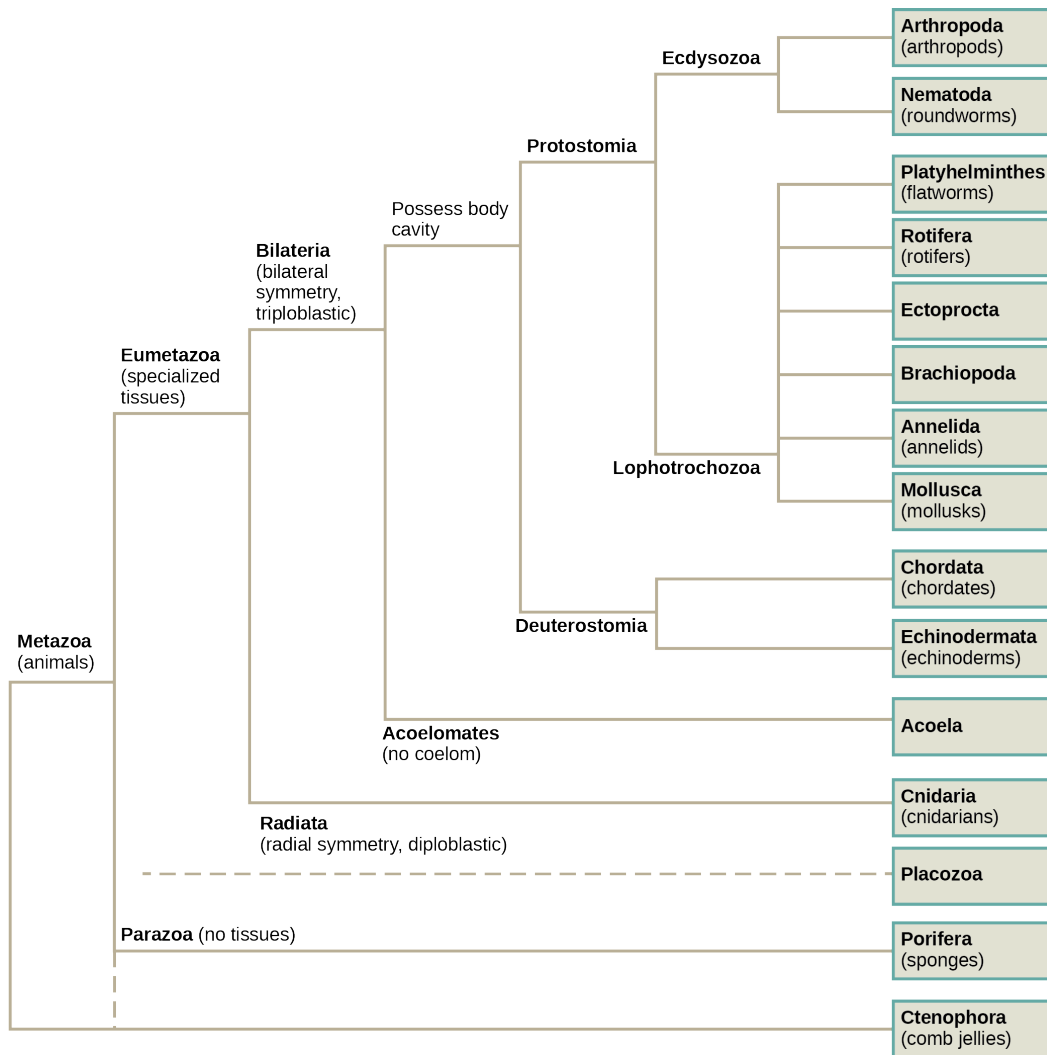 Arthropoda
(arthropods)
Ecdysozoa
Nematoda
(roundworms)
Protostomia
Platyhelminthes
(flatworms)
Possess body
cavity
Rotifera
(rotifers)
Bilateria
(bilateral
symmetry,
triploblastic)
Ectoprocta
Eumetazoa
(specialized
tissues)
Brachiopoda
Annelida
(annelids)
Lophotrochozoa
Mollusca
(mollusks)
Chordata
(chordates)
Deuterostomia
Echinodermata
(echinoderms)
Metazoa
(animals)
Acoela
Acoelomates
(no coelom)
Cnidaria
(cnidarians)
Radiata
(radial symmetry, diploblastic)
Placozoa
Parazoa (no tissues)
Porifera
(sponges)
Ctenophora
(comb jellies)